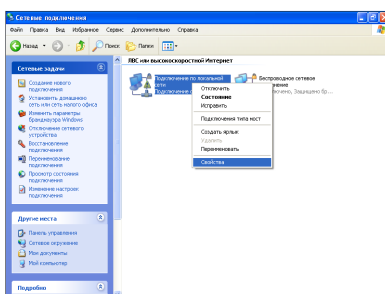 Сетевые подключения
Файл Правка Вид Избранное Сервис Дополнительно Справка
Назад Поиск Папки
ЛВС или высокоскоростной Интернет
Сетевые задачи
Создание нового
подключения
Установить домашнюю
сеть или сеть малого офиса
Изменить параметры
брандмауэра Windows
Отключение сетевого
устройства
Восстановление
подключения
Переименование
подключения
Просмотр состояния
подключения
Изменение настроек
подключения
Другие места
Панель управления
Сетевое окружение
Мои документы
Мой компьютер
Подробно
Подключение по локальной
сети
Беспроводное сетевое
Защищено бр...
Отключить
Состояние
Исправить
Подключения типа мост
Создать ярлык
Удалить
Переименовать
Свойства